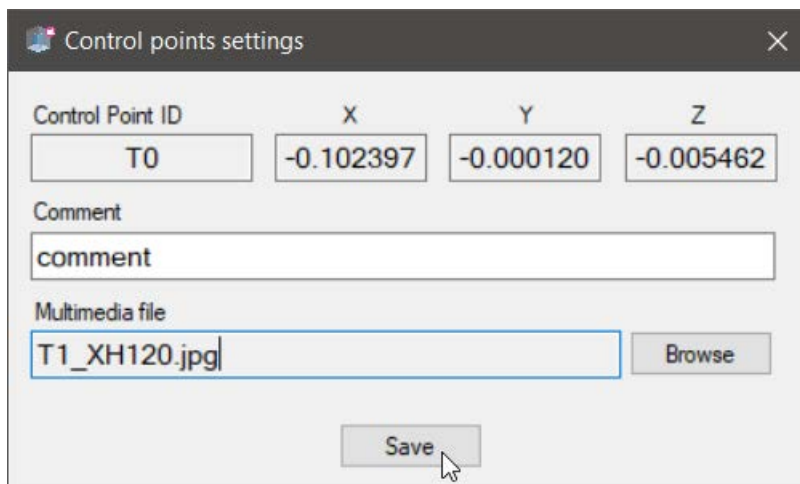 Control points settings
Control Point ID X Y Z
T0 -0.102397 -0.000120 -0.005462
Comment
comment
Multimedia file
T1_XH120.jpg Browse
Save